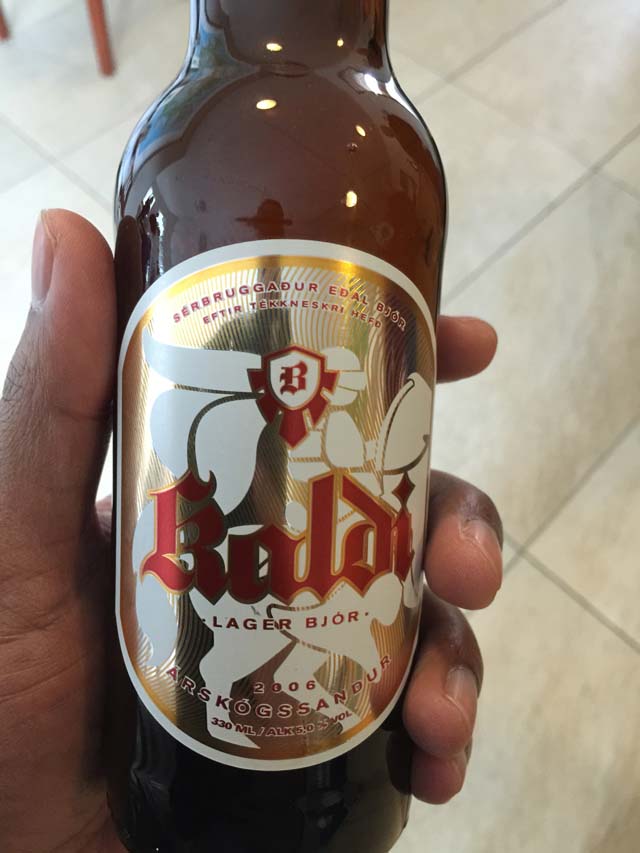 SÉRBRUGGAÐUR EÐAL BJÓR
EFTIR TÉKKNESKRI HEFÐ
B
Kaldi
·LAGER BJÓR·
2006
ÁRSKÓGSSANDUR
330 ML / ALK 5,0 % VOL